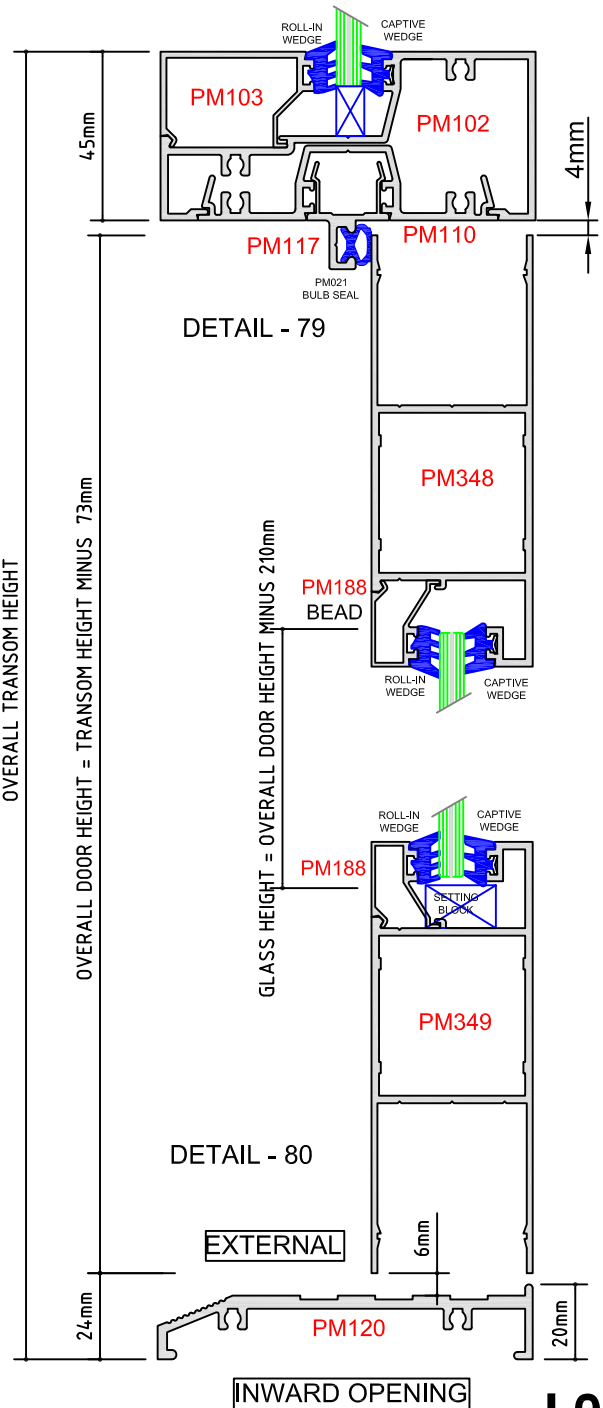 ROLL-IN
WEDGE
CAPTIVE
WEDGE
PM103
PM102
45mm
4mm
PM117
PM110
PM021
BULB SEAL
DETAIL - 79
PM348
OVERALL TRANSOM HEIGHT
OVERALL DOOR HEIGHT = TRANSOM HEIGHT MINUS 73mm
GLASS HEIGHT = OVERALL DOOR HEIGHT MINUS 210mm
PM188
BEAD
ROLL-IN
WEDGE
CAPTIVE
WEDGE
ROLL-IN
WEDGE
CAPTIVE
WEDGE
PM188
SETTING
BLOCK
PM349
DETAIL - 80
EXTERNAL
6mm
24mm
PM120
20mm
INWARD OPENING